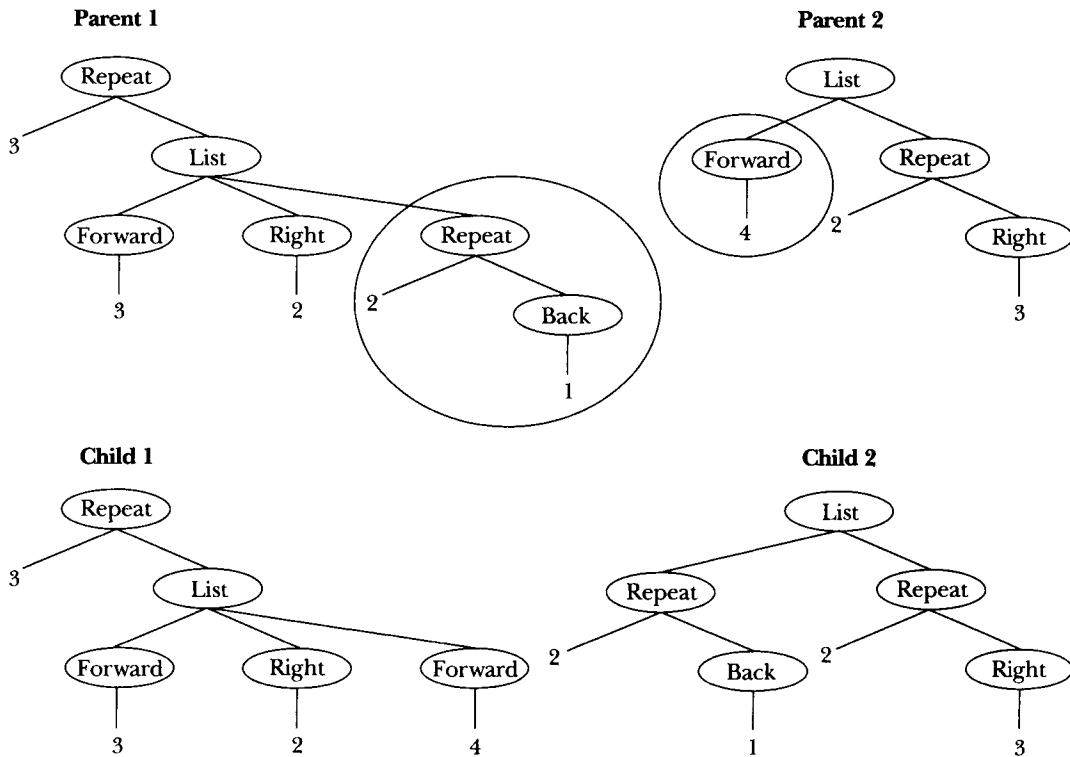 Parent 1 Parent 2
Repeat List
3 List Forward Repeat
Forward Right Repeat 4 2 Right
3 2 2 Back 3
1
Child 1 Child 2
Repeat List
3 List Repeat Repeat
Forward Right Forward 2 Back 2 Right
3 2 4 1 3